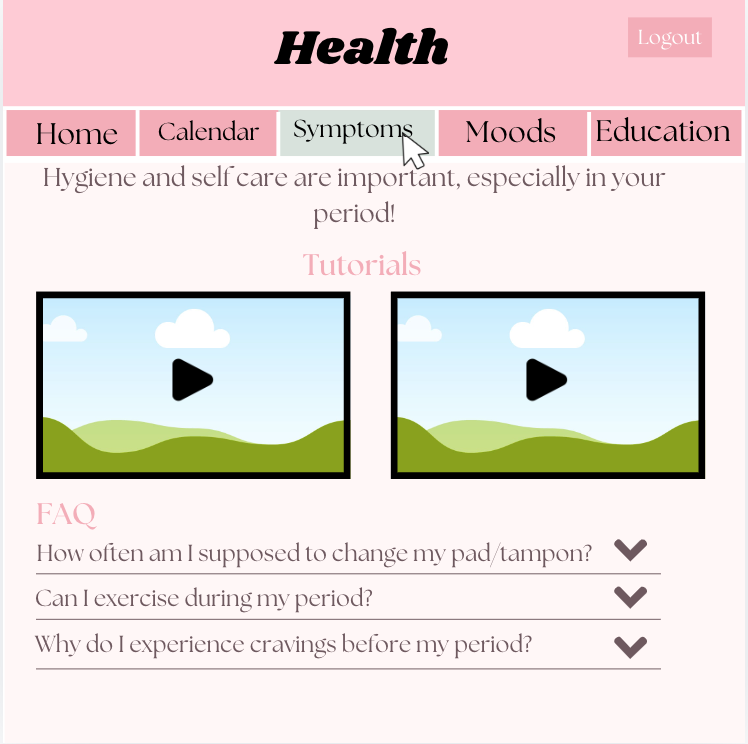 Health
Logout
Home
Calendar
Symptoms
Moods
Education
Hygiene and self care are important, especially in your
period!
Tutorials
FAQ
How often am I supposed to change my pad/tampon?
Can I exercise during my period?
Why do I experience cravings before my period?